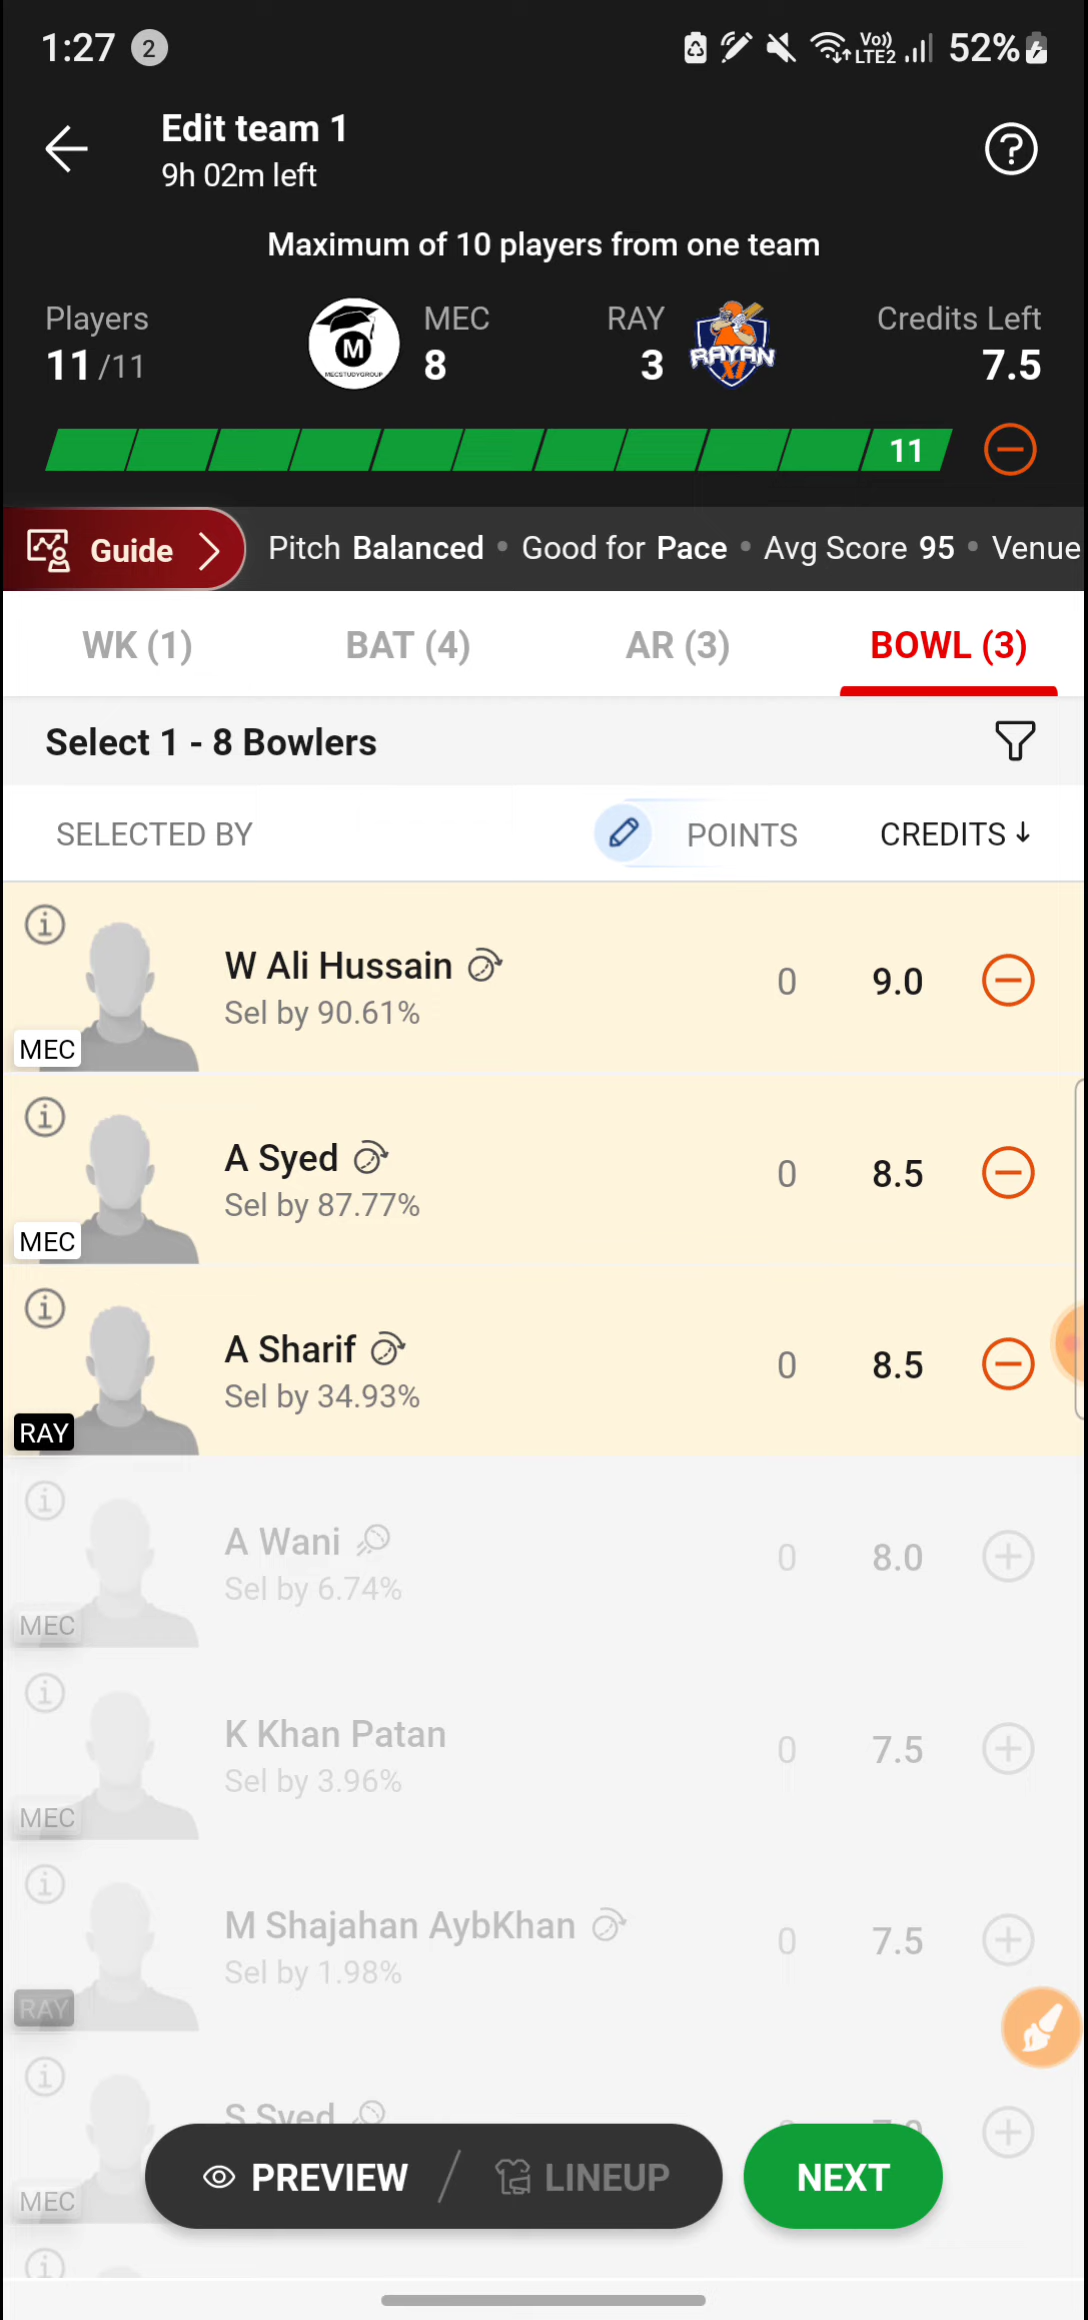 1:27 2 Vo)) LTE2 52%
Edit team 1
9h 02m left
Maximum of 10 players from one team
Players MEC RAY Credits Left
11 /11 8 3 7.5
M
MECSTUDYGROUP
RAYAN
XI
11
Guide Pitch Balanced • Good for Pace • Avg Score 95 • Venue
WK (1) BAT (4) AR (3) BOWL (3)
Select 1 - 8 Bowlers
SELECTED BY POINTS CREDITS ↓
W Ali Hussain 0 9.0
Sel by 90.61%
MEC
A Syed 0 8.5
Sel by 87.77%
MEC
A Sharif 0 8.5
Sel by 34.93%
RAY
A Wani 0 8.0
Sel by 6.74%
MEC
K Khan Patan 0 7.5
Sel by 3.96%
MEC
M Shajahan AybKhan 0 7.5
Sel by 1.98%
RAY
S Syed
MEC
PREVIEW / LINEUP NEXT